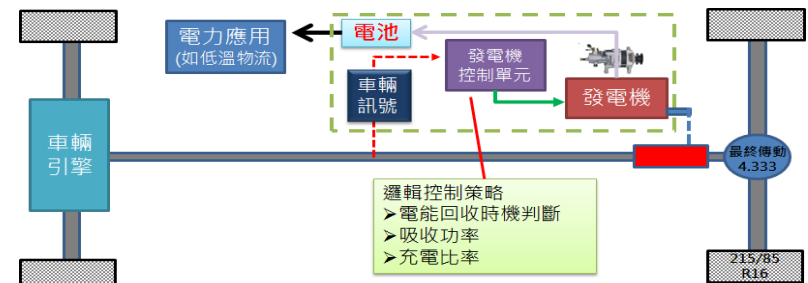 電力應用
(如低溫物流)
電池
發電機
控制單元
車輛
訊號
發電機
車輛
引擎
最終傳動
4.333
邏輯控制策略
➢電能回收時機判斷
➢吸收功率
➢充電比率
215/85
R16